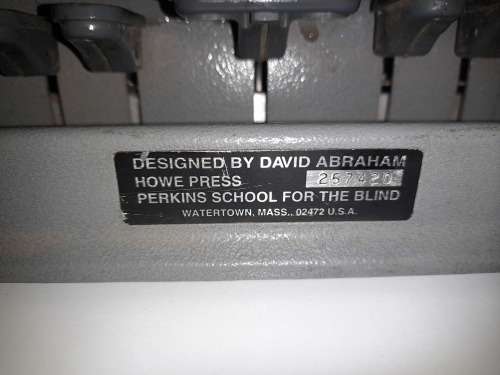 DESIGNED BY DAVID ABRAHAM
HOWE PRESS 257420
PERKINS SCHOOL FOR THE BLIND
WATERTOWN, MASS., 02472 U.S.A.